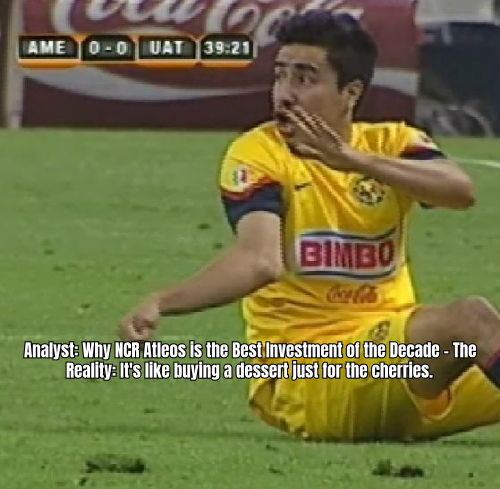 Coca-Cola
AME 0-0 UAT 39:21
BIMBO
Coca-Cola
Analyst: Why NCR Atleos is the Best Investment of the Decade - The
Reality: It's like buying a dessert just for the cherries.